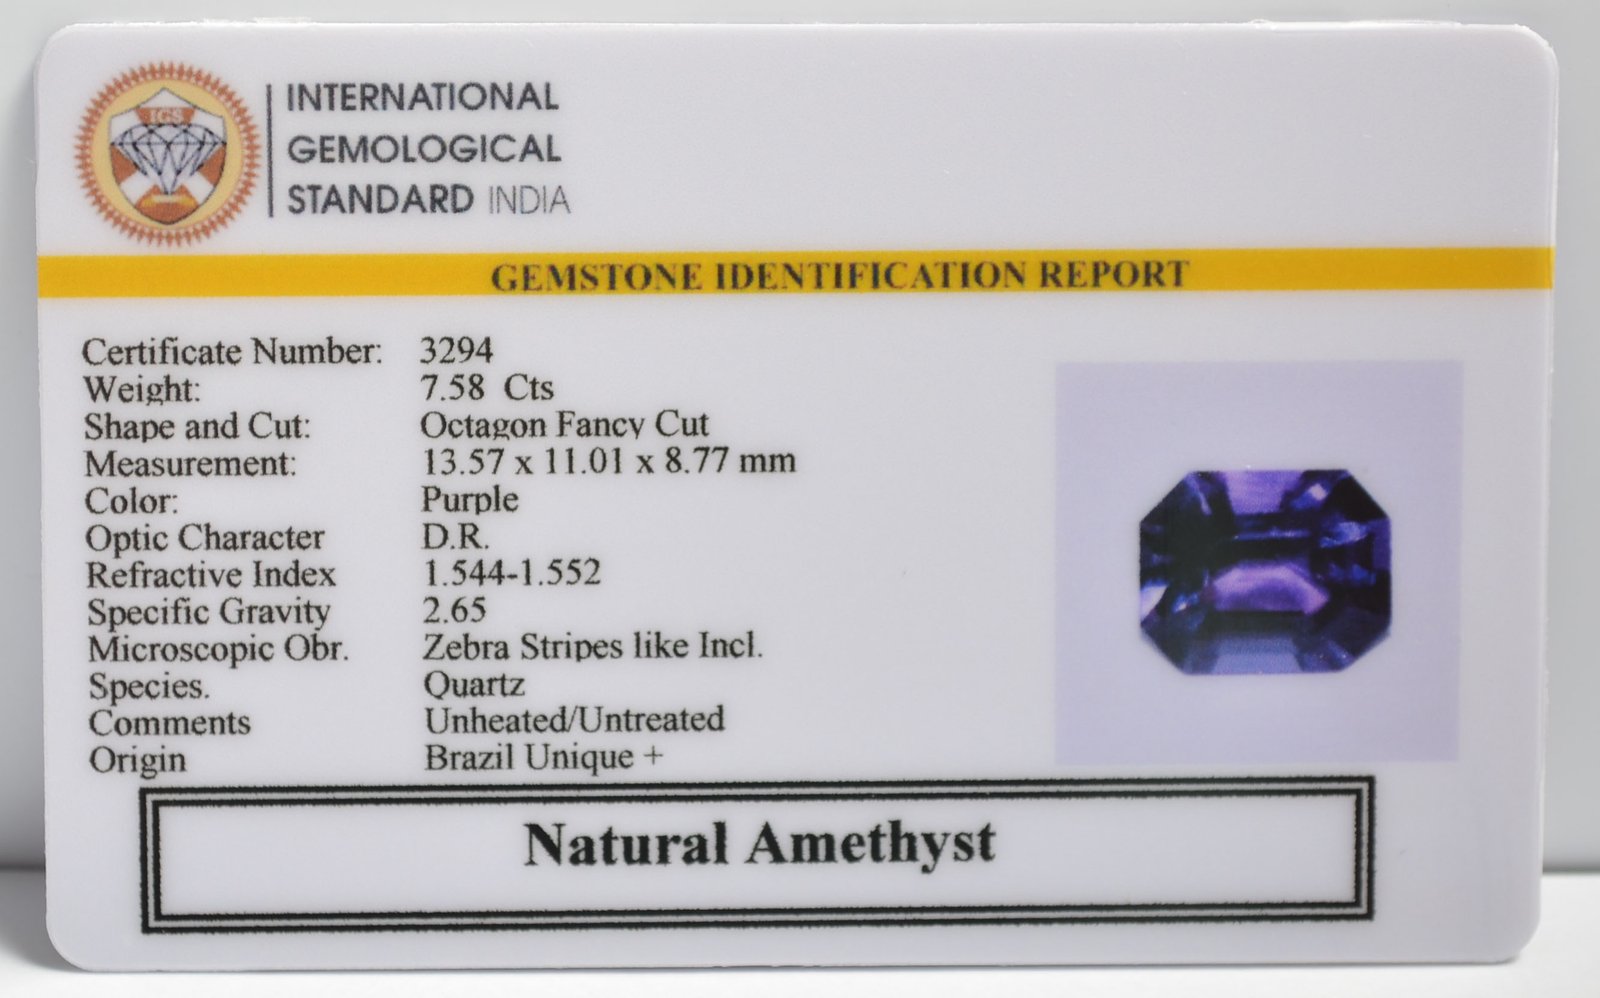 IGS
INTERNATIONAL
GEMOLOGICAL
STANDARD INDIA
GEMSTONE IDENTIFICATION REPORT
Certificate Number: 3294
Weight: 7.58 Cts
Shape and Cut: Octagon Fancy Cut
Measurement: 13.57 x 11.01 x 8.77 mm
Color: Purple
Optic Character D.R.
Refractive Index 1.544-1.552
Specific Gravity 2.65
Microscopic Obr. Zebra Stripes like Incl.
Species. Quartz
Comments Unheated/Untreated
Origin Brazil Unique +
Natural Amethyst